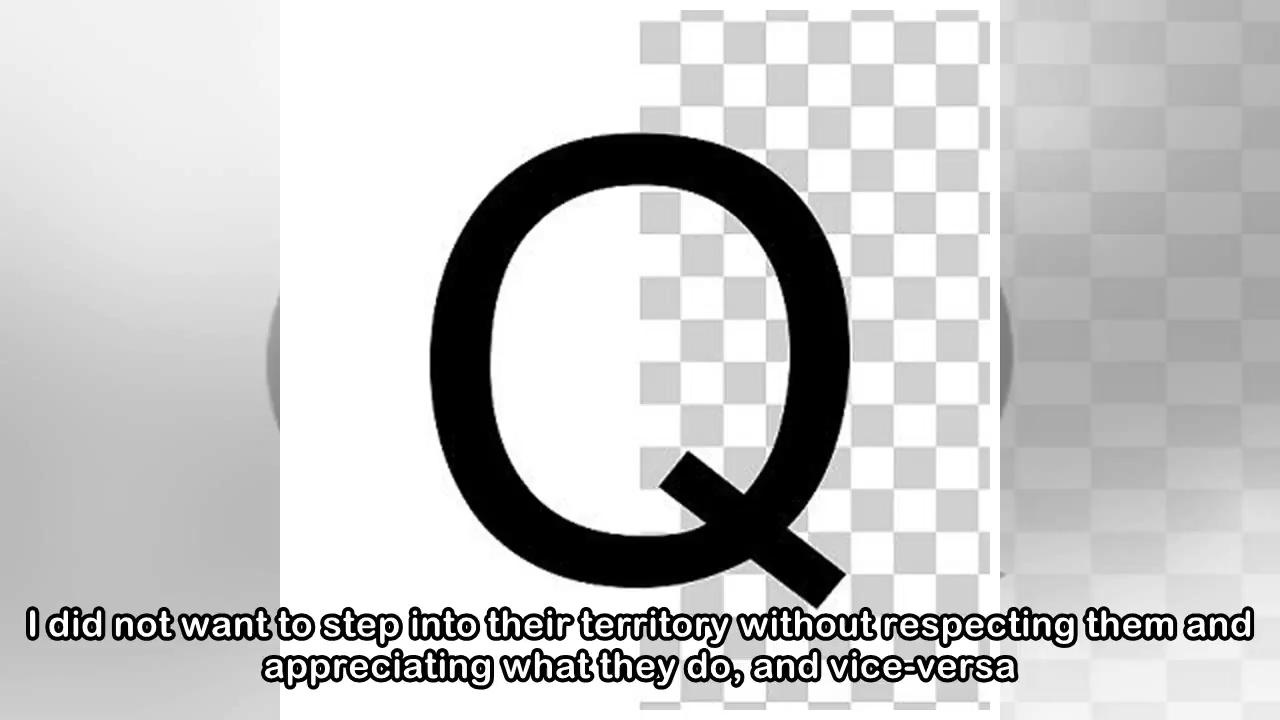 Q
I did not want to step into their territory without respecting them and
appreciating what they do, and vice-versa